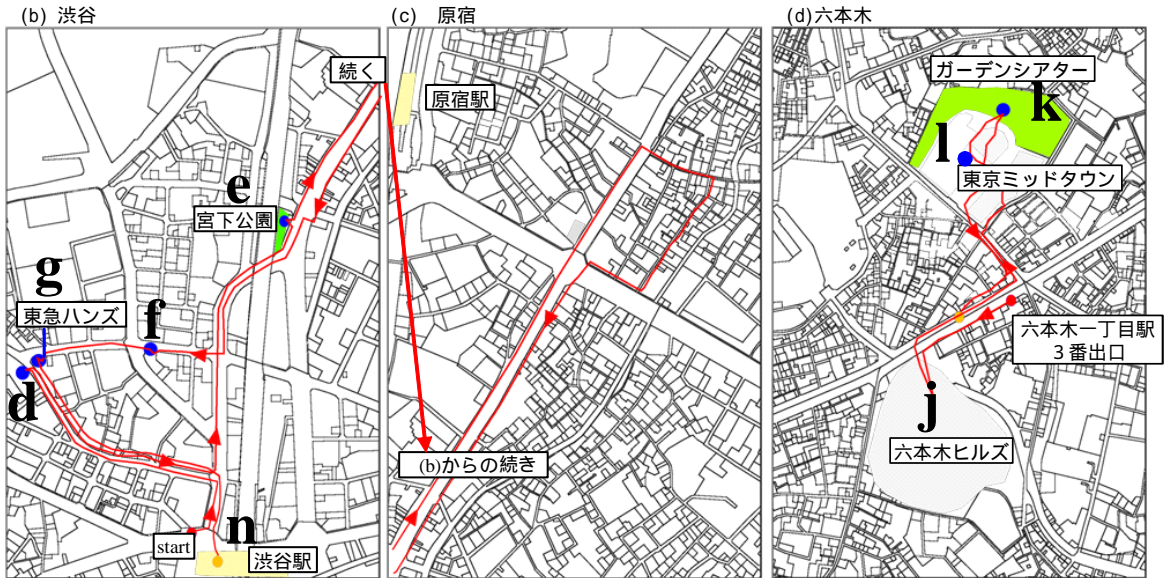 (b) 渋谷
続く
e
宮下公園
g
東急ハンズ
f
d
n
start
渋谷駅
(c) 原宿
原宿駅
(b)からの続き
(d)六本木
ガーデンシアター
k
l
東京ミッドタウン
六本木一丁目駅
３番出口
j
六本木ヒルズ